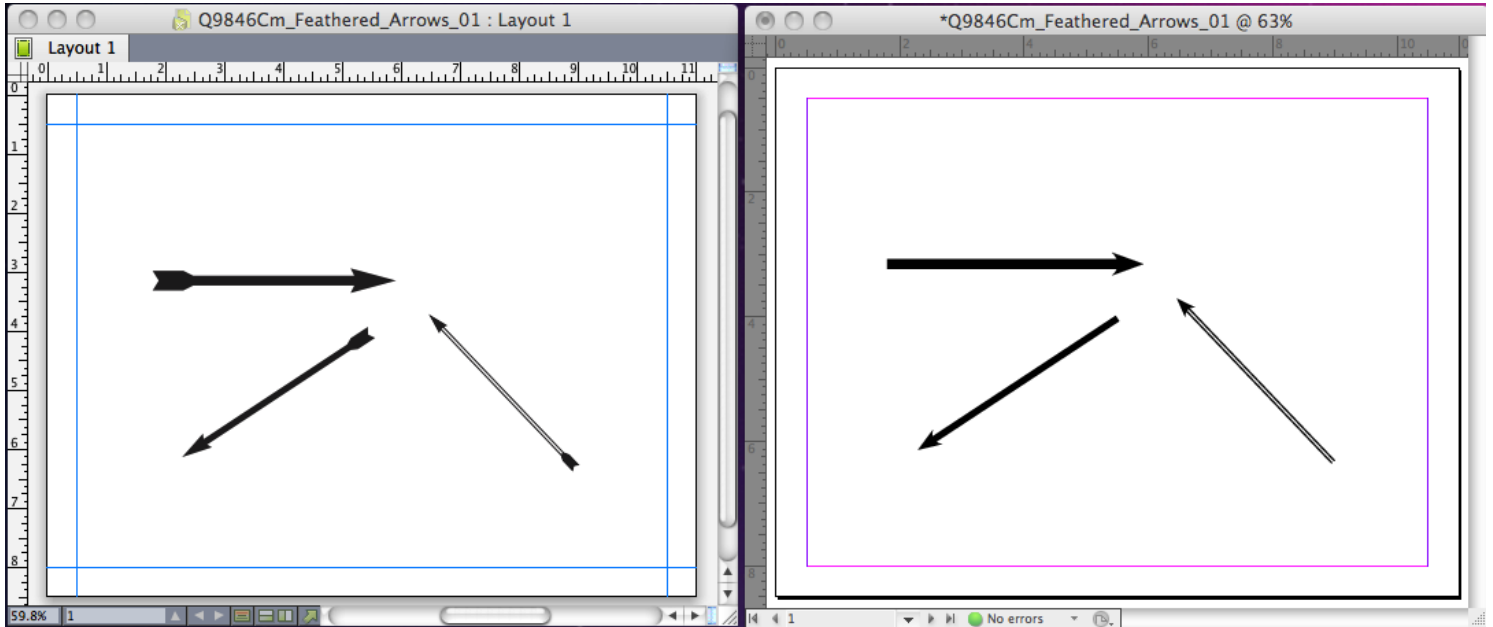 Q9846Cm_Feathered_Arrows_01 : Layout 1
Layout 1
0 1 2 3 4 5 6 7 8 9 10 11
0
1
2
3
4
5
6
7
8
59.8% 1
*Q9846Cm_Feathered_Arrows_01 @ 63%
0 2 4 6 8 10
0
2
4
6
8
1 No errors